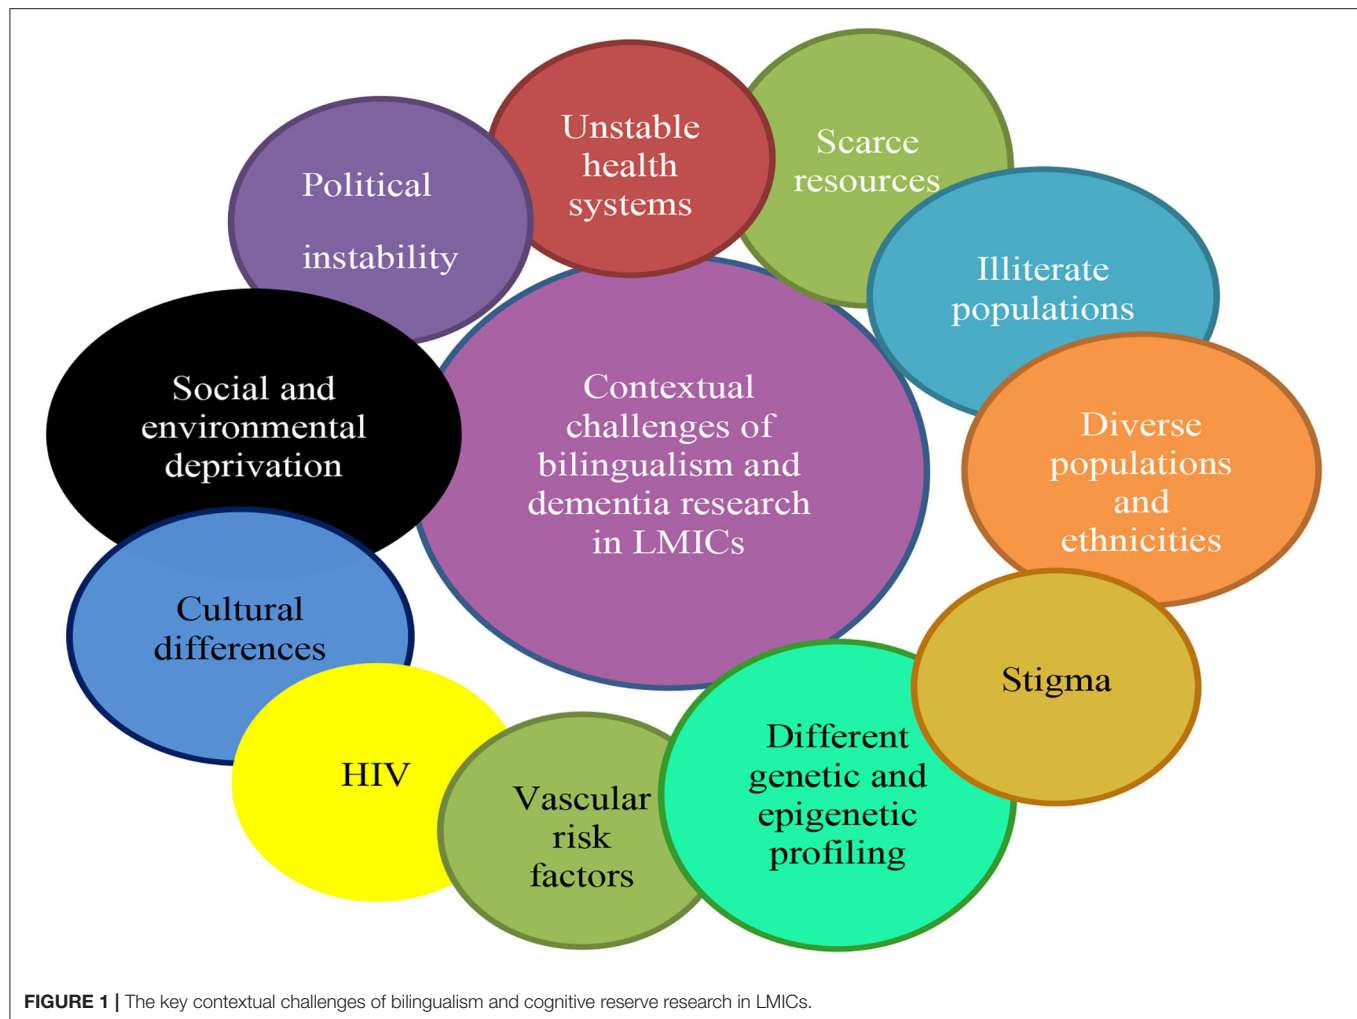 Unstable
health
systems
Scarce
resources
Political
instability
Illiterate
populations
Social and
environmental
deprivation
Contextual
challenges of
bilingualism and
dementia research
in LMICs
Diverse
populations
and
ethnicities
Cultural
differences
Stigma
HIV
Vascular
risk
factors
Different
genetic and
epigenetic
profiling
FIGURE 1 | The key contextual challenges of bilingualism and cognitive reserve research in LMICs.